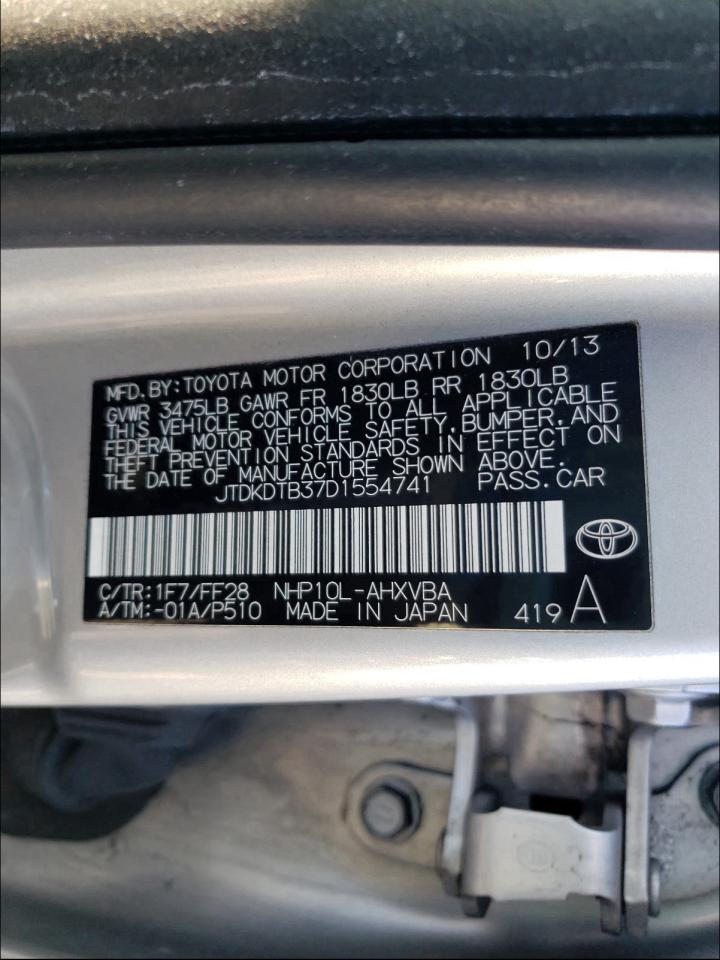 MFD.BY:TOYOTA MOTOR CORPORATION 10/13
GVWR 3475LB GAWR FR 1830LB RR 1830LB
THIS VEHICLE CONFORMS TO ALL APPLICABLE
FEDERAL MOTOR VEHICLE SAFETY,BUMPER,AND
THEFT PREVENTION STANDARDS IN EFFECT ON
THE DATE OF MANUFACTURE SHOWN ABOVE.
JTDKDTB37D1554741 PASS.CAR
C/TR:1F7/FF28 NHP10L-AHXVBA
A/TM:-01A/P510 MADE IN JAPAN 419 A